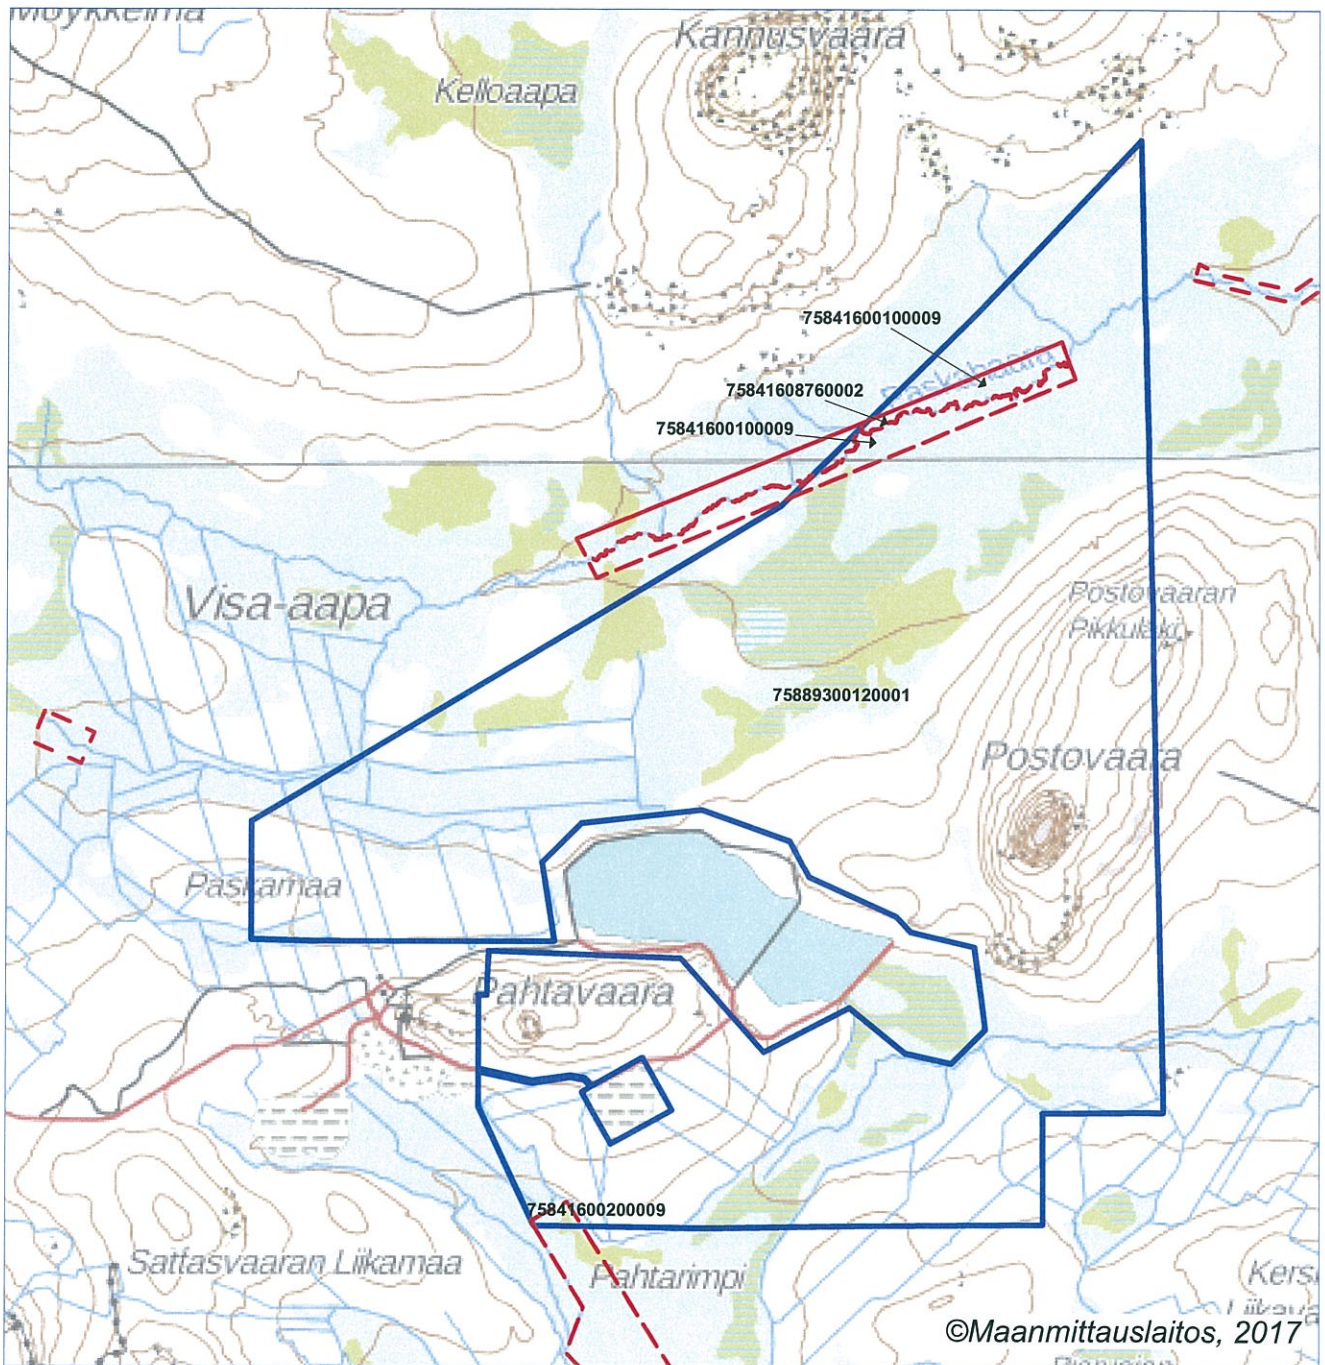 Kannusvaara
Kelloaapa
75841600100009
75841608760002
75841600100009
Visa-aapa
Postovaaran
Pikkulaki
75889300120001
Postovaara
Paskamaa
Pahtavaara
75841600200009
Sattasvaaran Liikamaa
Pahtarimpi
©Maanmittauslaitos, 2017